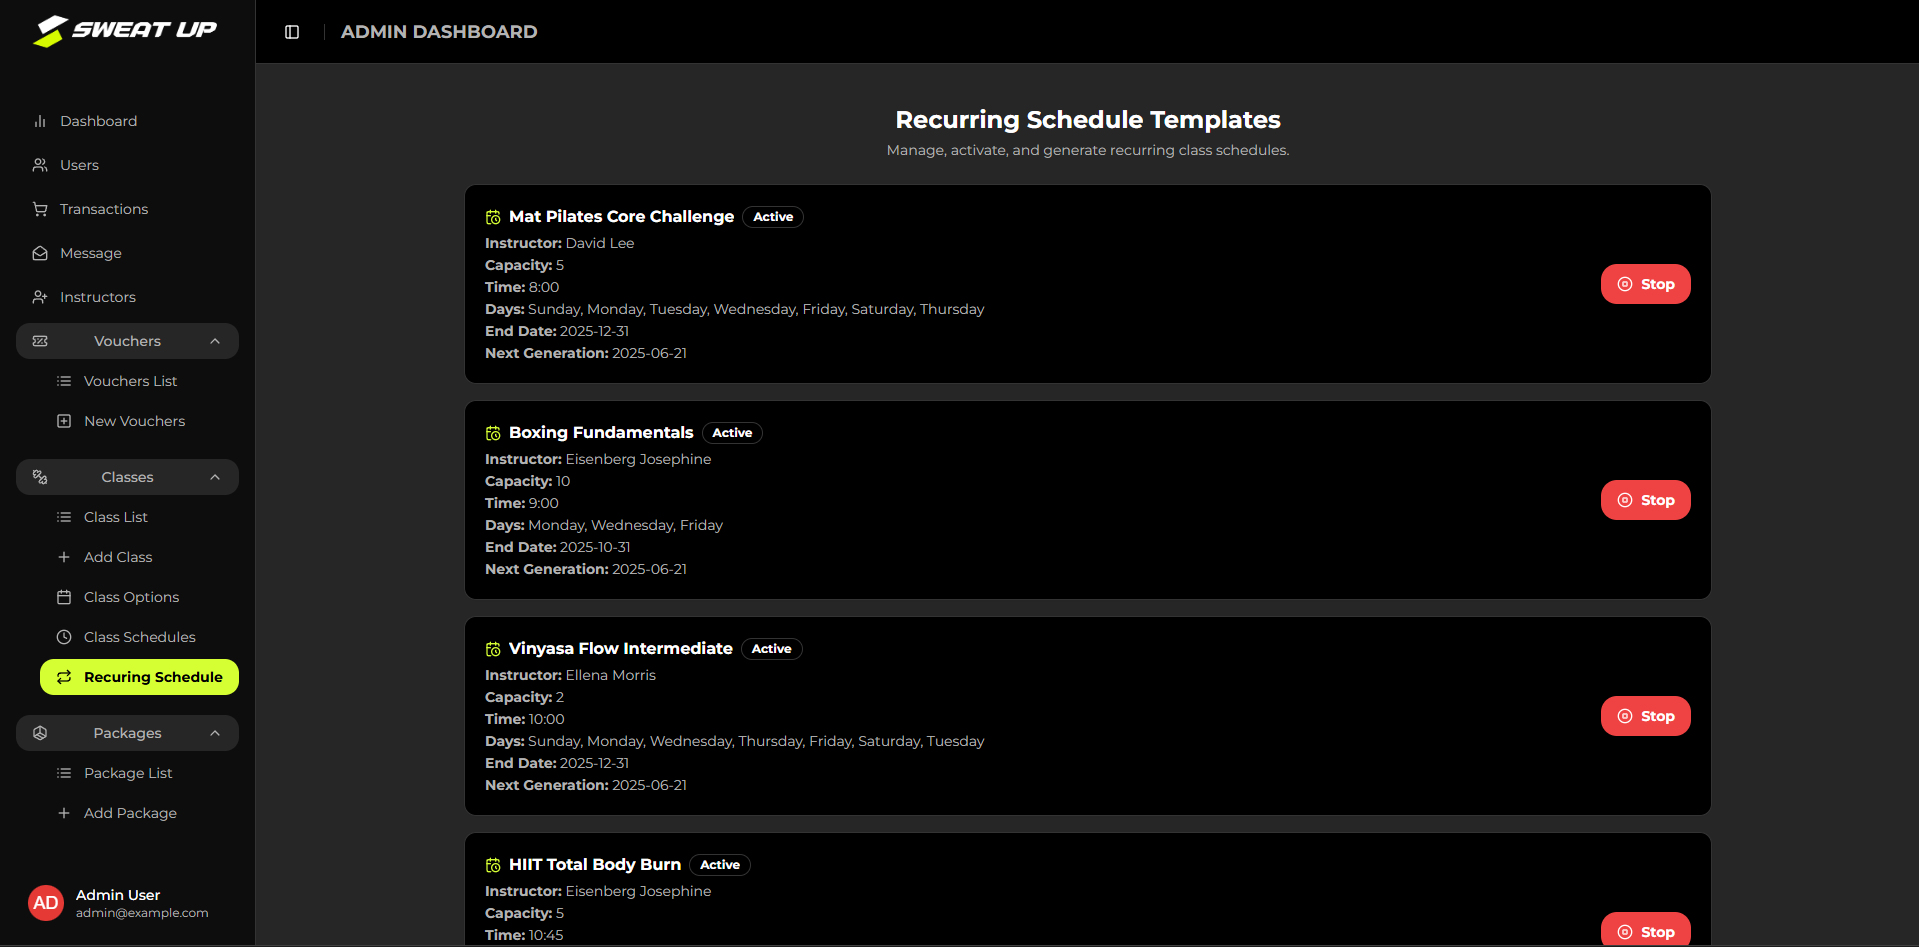 SWEAT UP
ADMIN DASHBOARD
Dashboard
Users
Transactions
Message
Instructors
Vouchers
Vouchers List
New Vouchers
Classes
Class List
Add Class
Class Options
Class Schedules
Recuring Schedule
Packages
Package List
Add Package
AD
Admin User
admin@example.com
Recurring Schedule Templates
Manage, activate, and generate recurring class schedules.
Mat Pilates Core Challenge Active
Instructor: David Lee
Capacity: 5
Time: 8:00
Days: Sunday, Monday, Tuesday, Wednesday, Friday, Saturday, Thursday
End Date: 2025-12-31
Next Generation: 2025-06-21
Stop
Boxing Fundamentals Active
Instructor: Eisenberg Josephine
Capacity: 10
Time: 9:00
Days: Monday, Wednesday, Friday
End Date: 2025-10-31
Next Generation: 2025-06-21
Stop
Vinyasa Flow Intermediate Active
Instructor: Ellena Morris
Capacity: 2
Time: 10:00
Days: Sunday, Monday, Wednesday, Thursday, Friday, Saturday, Tuesday
End Date: 2025-12-31
Next Generation: 2025-06-21
Stop
HIIT Total Body Burn Active
Instructor: Eisenberg Josephine
Capacity: 5
Time: 10:45
Stop